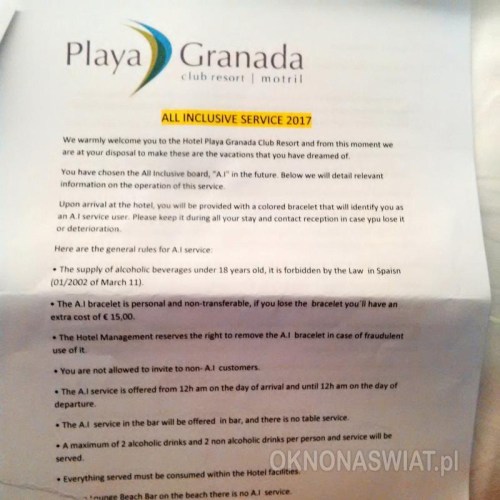 Playa Granada
club resort | motril
ALL INCLUSIVE SERVICE 2017
We warmly welcome you to the Hotel Playa Granada Club Resort and from this moment we
are at your disposal to make these are the vacations that you have dreamed of.
You have chosen the All Inclusive board, "A.I" in the future. Below we will detail relevant
information on the operation of this service.
Upon arrival at the hotel, you will be provided with a colored bracelet that will identify you as
an A.I service user. Please keep it during all your stay and contact reception in case ypu lose it
or deterioration.
Here are the general rules for A.I service:
• The supply of alcoholic beverages under 18 years old, it is forbidden by the Law in Spaisn
(01/2002 of March 11).
• The A.I bracelet is personal and non-transferable, if you lose the bracelet you'll have an
extra cost of € 15,00.
• The Hotel Management reserves the right to remove the A.I bracelet in case of fraudulent
use of it.
• You are not allowed to invite to non- A.I customers.
• The A.I service is offered from 12h am on the day of arrival and until 12h am on the day of
departure.
• The A.I service in the bar will be offered in bar, and there is no table service.
• A maximum of 2 alcoholic drinks and 2 non alcoholic drinks per person and service will be
served.
• Everything served must be consumed within the Hotel facilities.
Lounge Beach Bar on the beach there is no A.I service.
OKNONASWIAT.pl